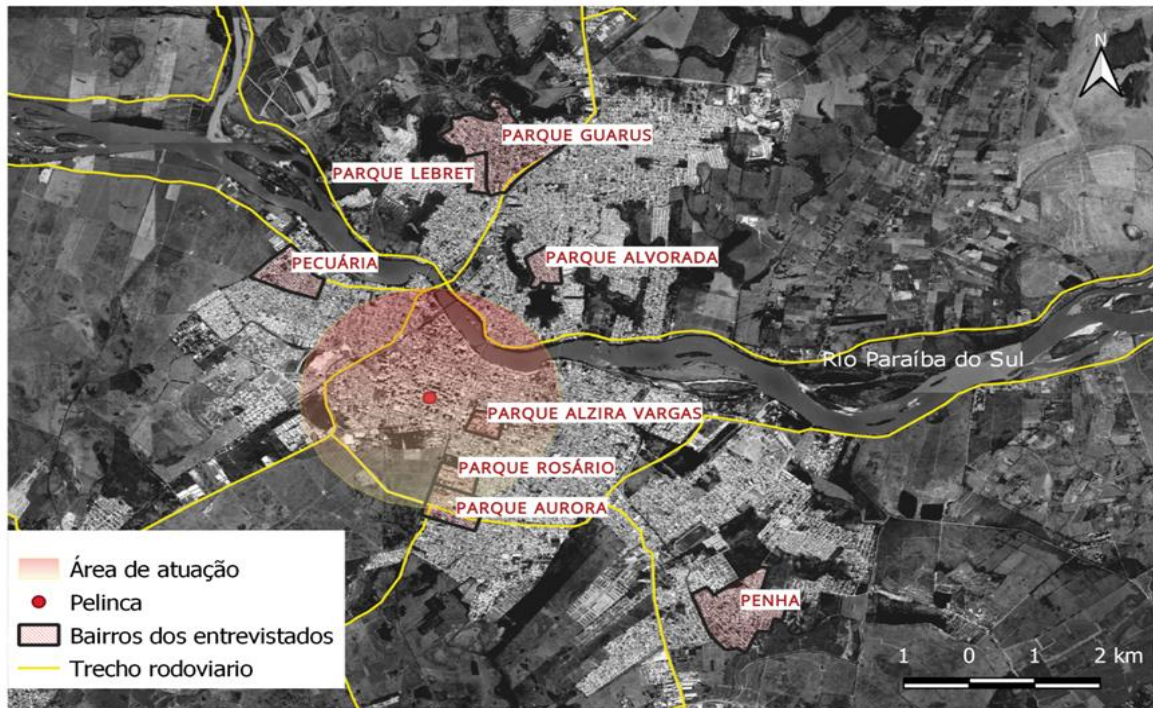 N
PARQUE GUARUS
PARQUE LEBRET
PECUÁRIA
PARQUE ALVORADA
Rio Paraíba do Sul
PARQUE ALZIRA VARGAS
PARQUE ROSÁRIO
PARQUE AURORA
PENHA
Área de atuação
Pelinca
Bairros dos entrevistados
Trecho rodoviario
1 0 1 2 km